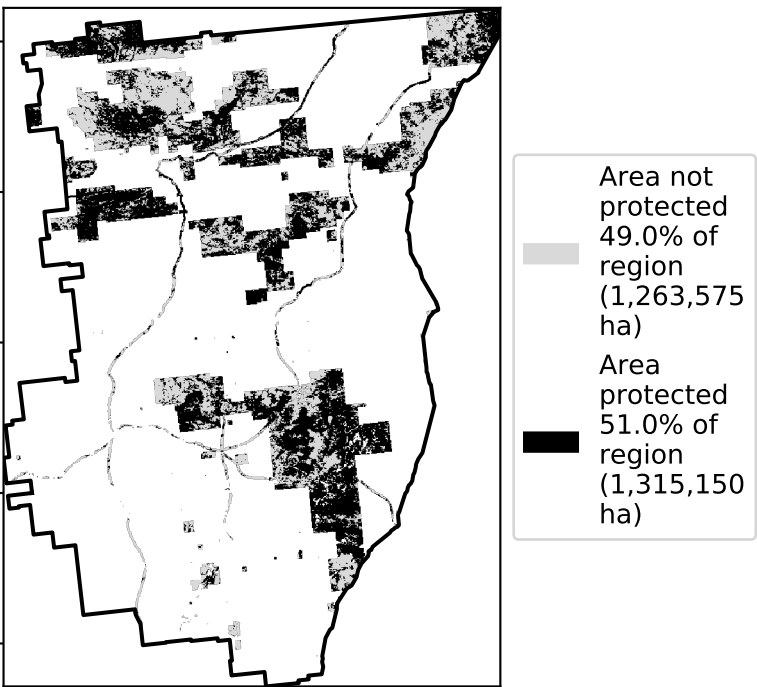 Area not
protected
49.0% of
region
(1,263,575
ha)
Area
protected
51.0% of
region
(1,315,150
ha)